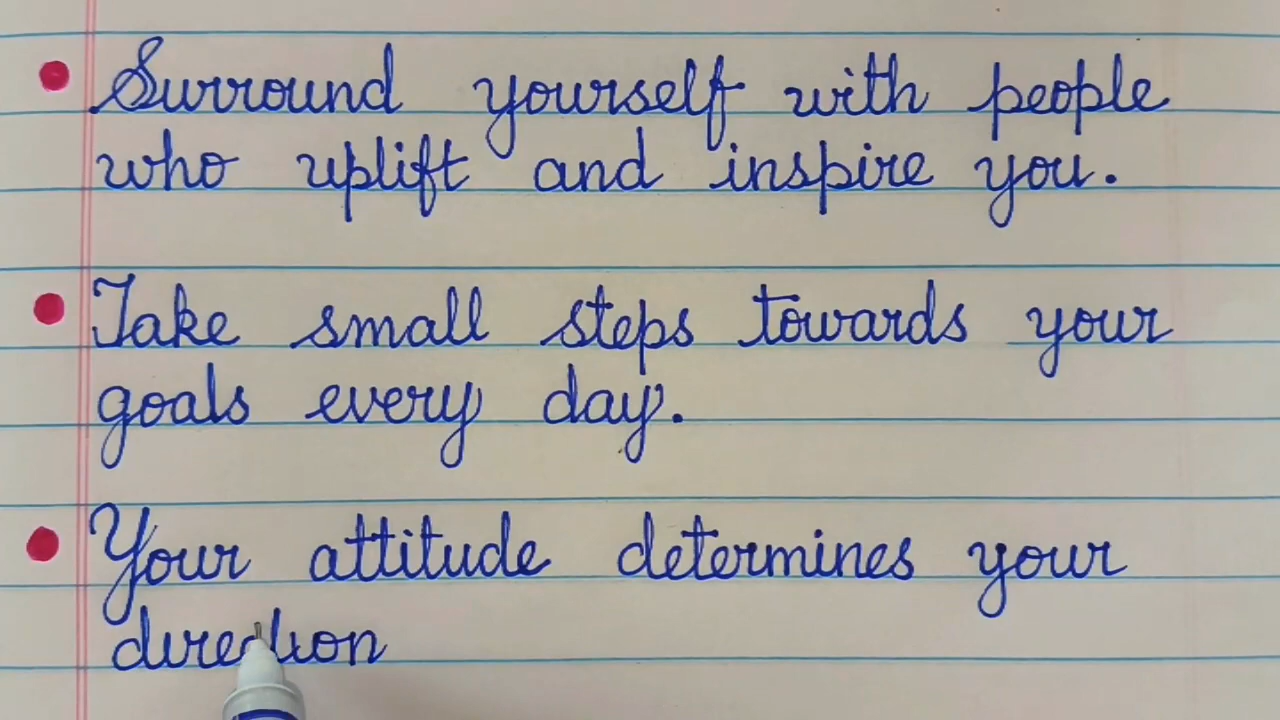 Surround yourself with people
who uplift and inspire you.
Take small steps towards your
goals every day.
Your attitude determines your
direction